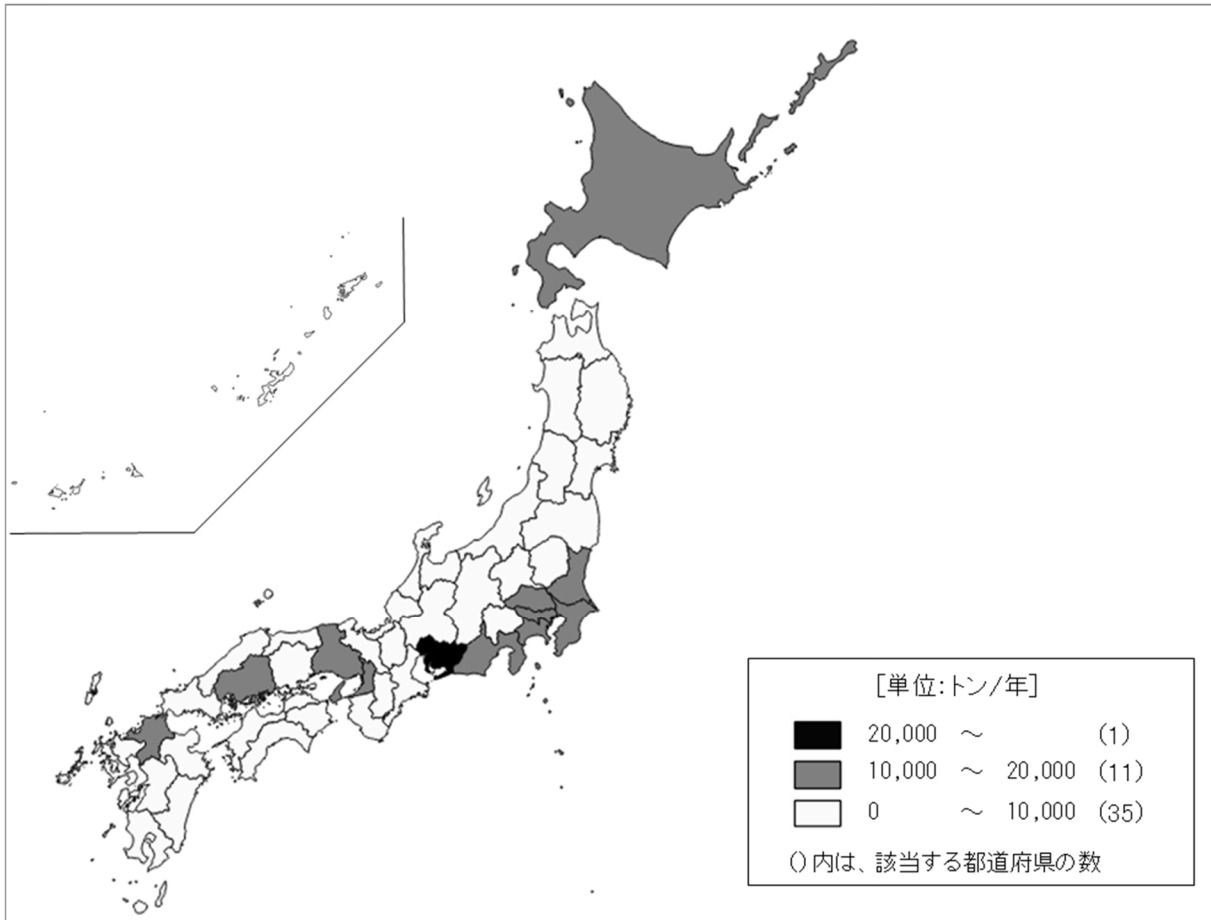 [単位:トン/年]
20,000 ～ (1)
10,000 ～ 20,000 (11)
0 ～ 10,000 (35)
()内は、該当する都道府県の数